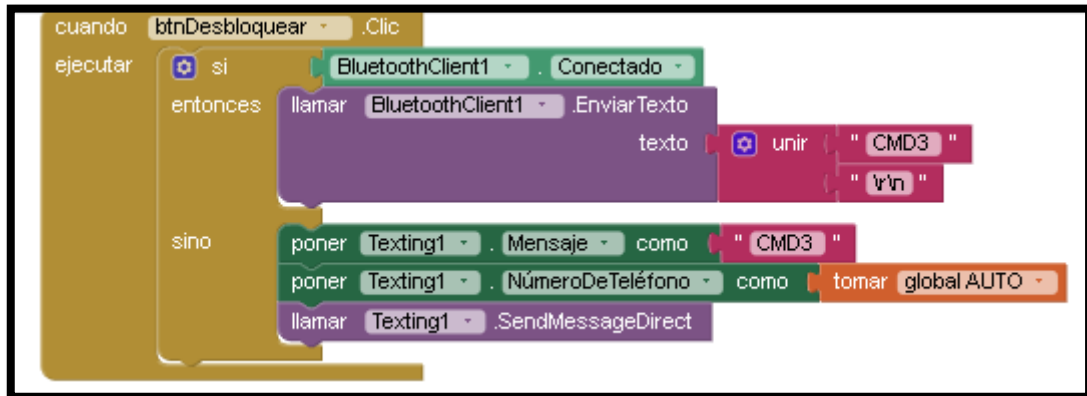 cuando btnDesbloquear .Clic
ejecutar si BluetoothClient1 . Conectado
entonces llamar BluetoothClient1 .EnviarTexto
texto unir " CMD3 "
" \r\n "
sino poner Texting1 . Mensaje como " CMD3 "
poner Texting1 . NúmeroDeTeléfono como tomar global AUTO
llamar Texting1 .SendMessageDirect